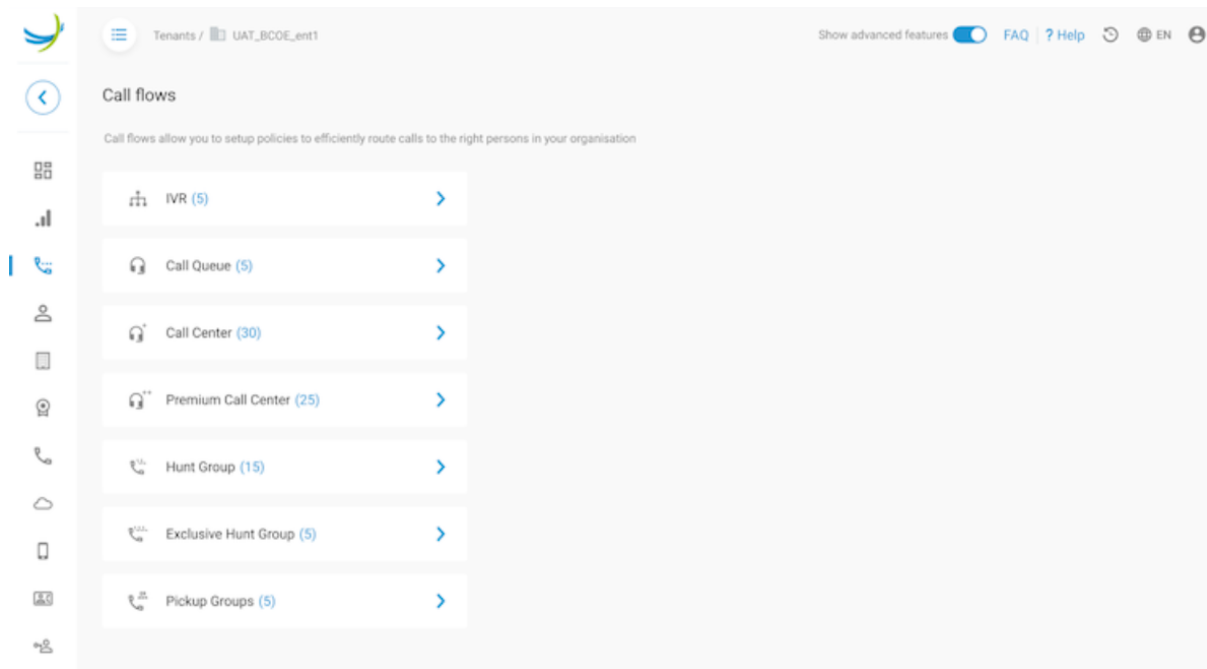 Tenants / UAT_BCOE_ent1
Show advanced features FAQ ? Help EN
Call flows
Call flows allow you to setup policies to efficiently route calls to the right persons in your organisation
IVR (5)
Call Queue (5)
Call Center (30)
Premium Call Center (25)
Hunt Group (15)
Exclusive Hunt Group (5)
Pickup Groups (5)